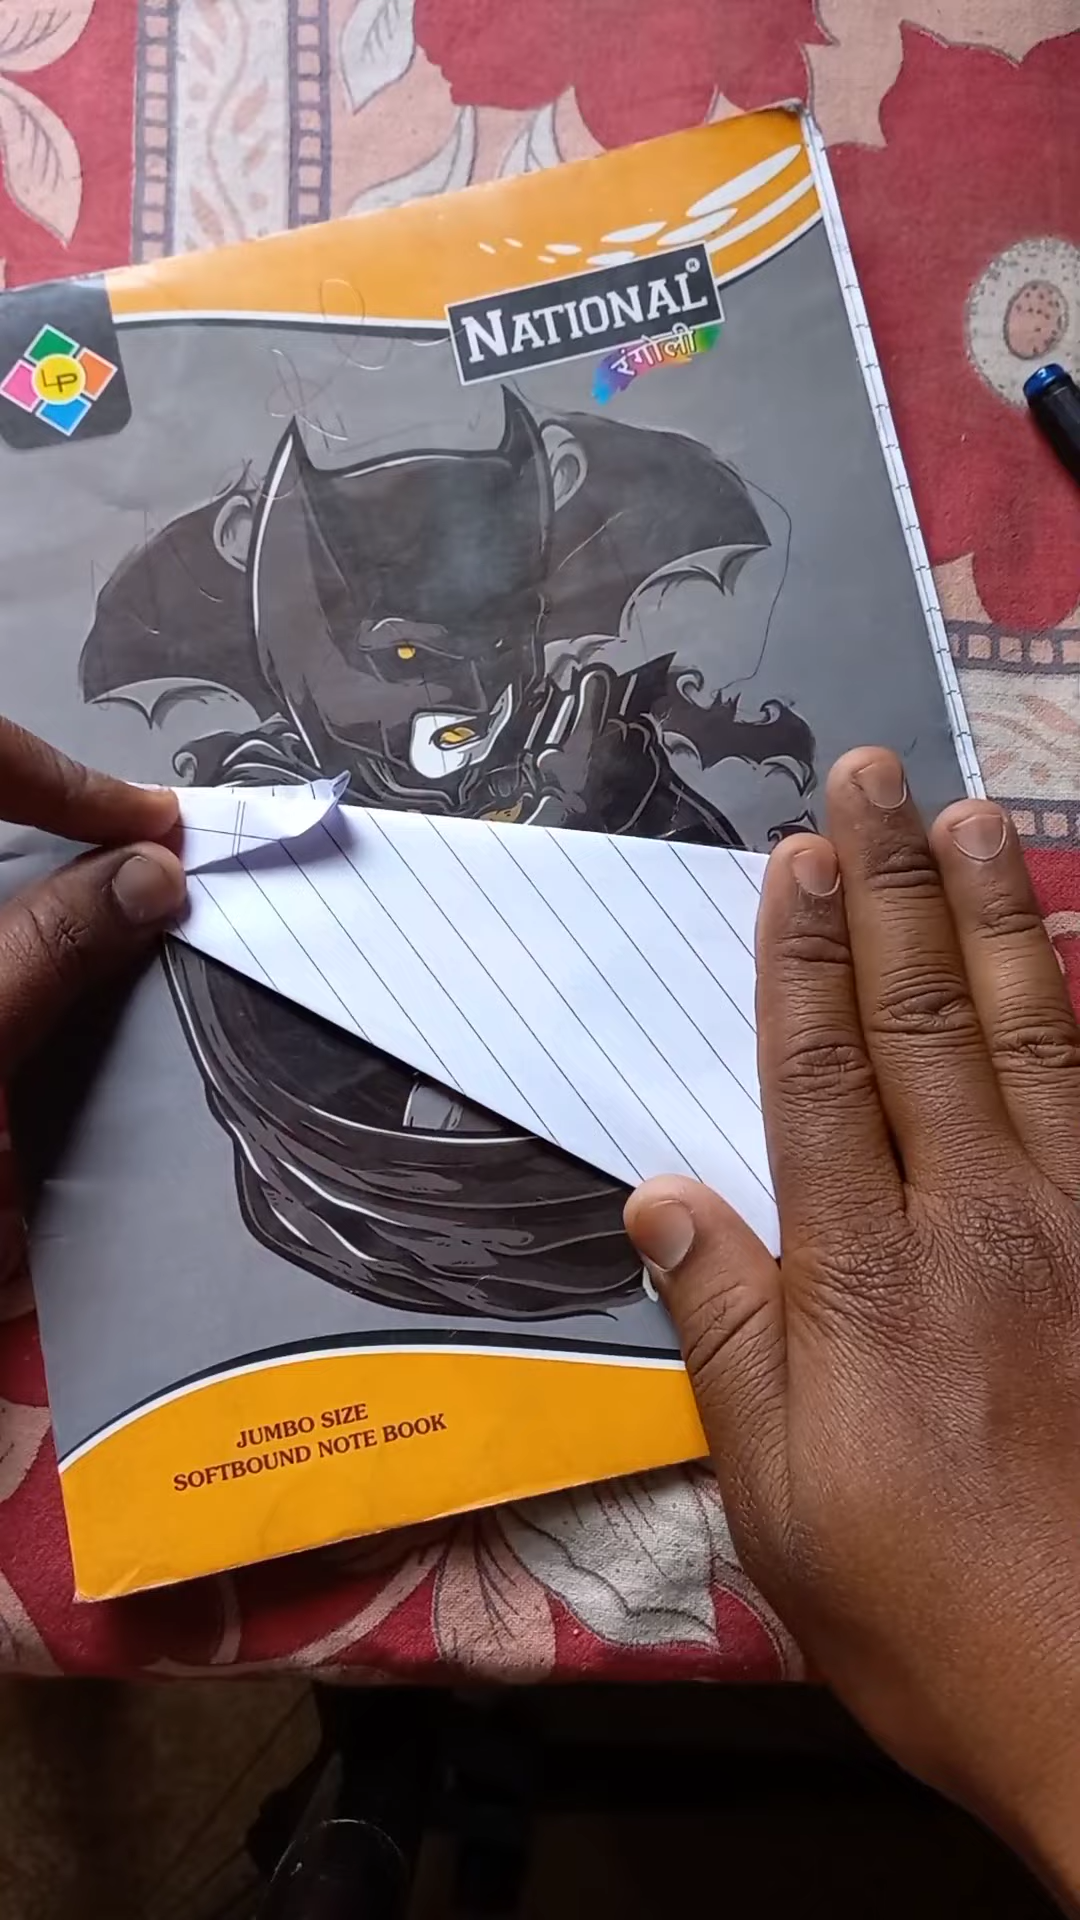 LP
NATIONAL®
रंगोली
JUMBO SIZE
SOFTBOUND NOTE BOOK